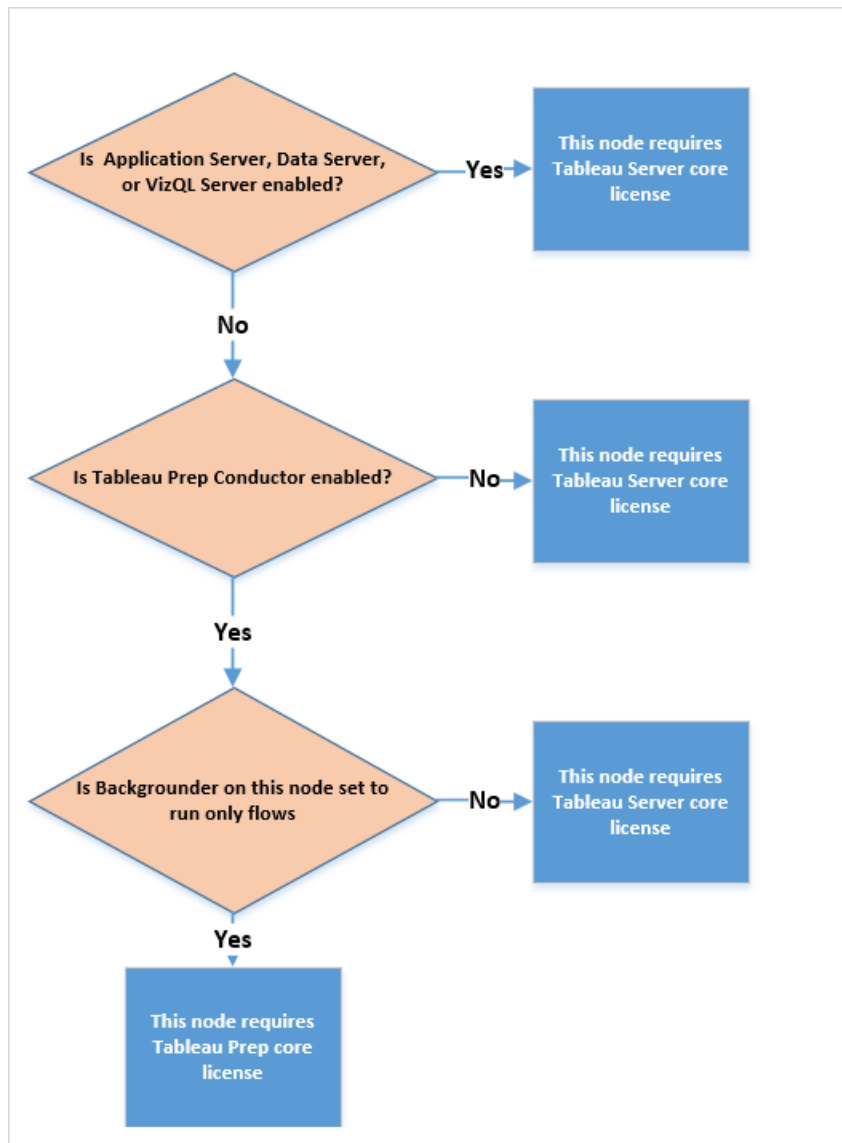 Is  Application Server, Data Server,
or VizQL Server enabled?
Yes
This node requires
Tableau Server core
license
No
Is Tableau Prep Conductor enabled?
No
This node requires
Tableau Server core
license
Yes
Is Backgrounder on this node set to
run only flows
No
This node requires
Tableau Server core
license
Yes
This node requires
Tableau Prep core
license